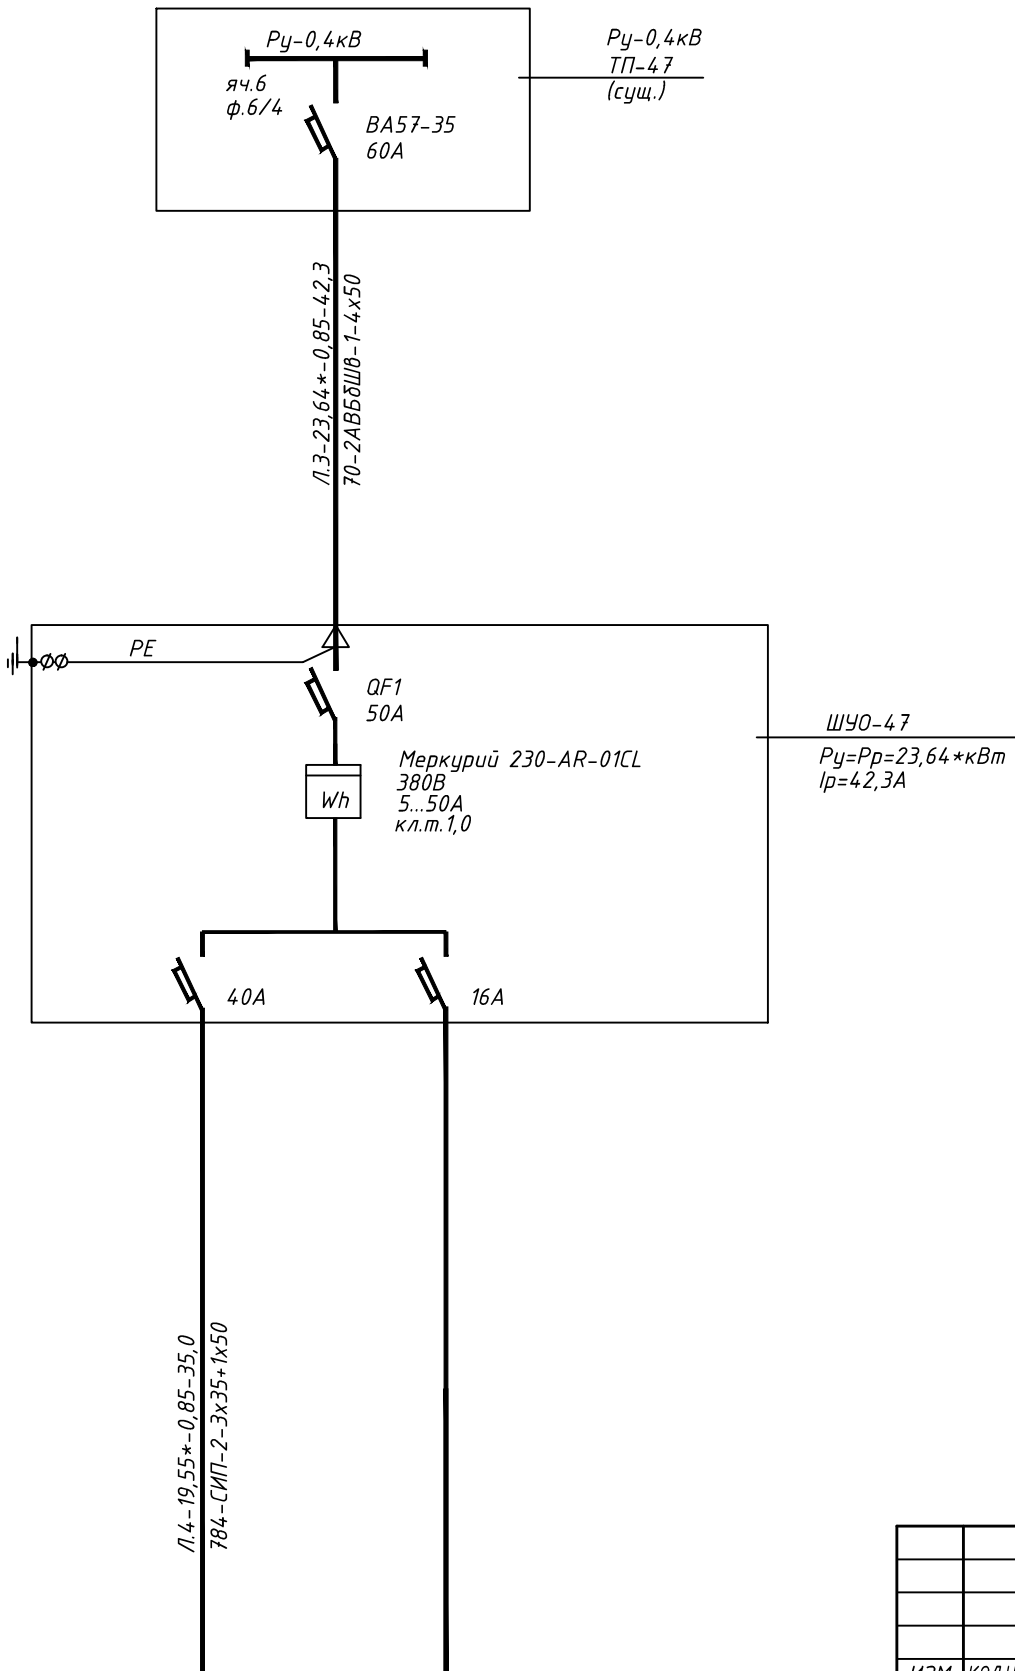 Ру-0,4кВ
яч.6
ф.6/4
ВА57-35
60А
Ру-0,4кВ
ТП-47
(сущ.)
Л.3-23,64*-0,85-42,3
70-2АВБбШв-1-4х50
РЕ
QF1
50А
Меркурий 230-AR-01CL
380В
5...50А
кл.т.1,0
Wh
ШУО-47
Ру=Рр=23,64*кВт
Iр=42,3А
40А
16А
Л.4-19,55*-0,85-35,0
784-СИП-2-3х35+1х50